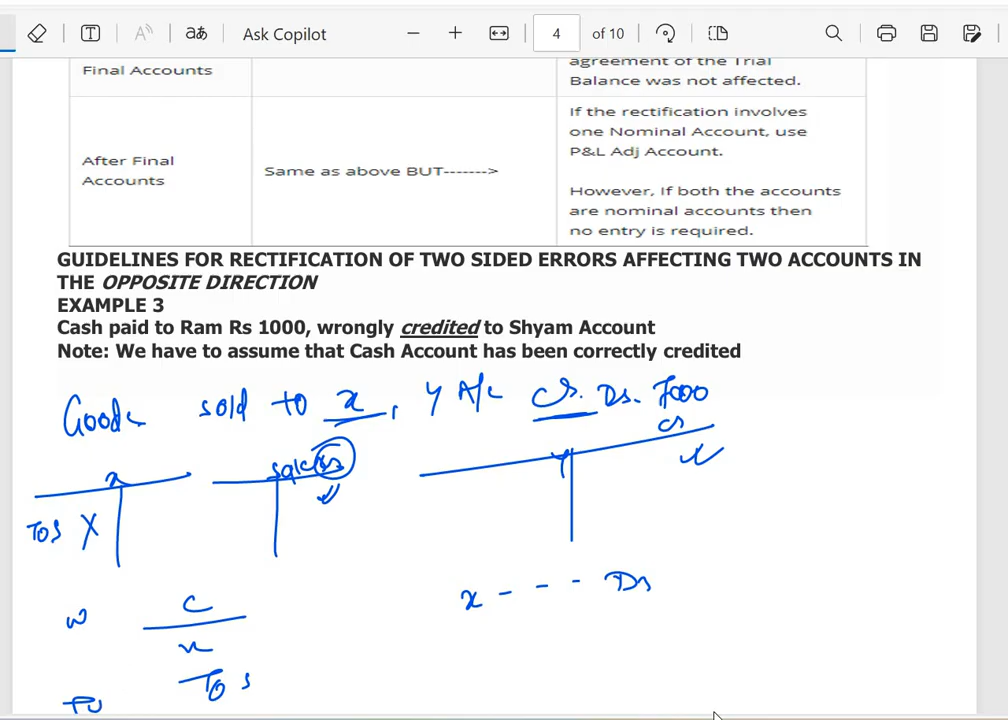 Ask Copilot
4 of 10
agreement of the Trial
Final Accounts
Balance was not affected.
If the rectification involves
one Nominal Account, use
P&L Adj Account.
After Final
Accounts
Same as above BUT------->
However, If both the accounts
are nominal accounts then
no entry is required.
GUIDELINES FOR RECTIFICATION OF TWO SIDED ERRORS AFFECTING TWO ACCOUNTS IN
THE OPPOSITE DIRECTION
EXAMPLE 3
Cash paid to Ram Rs 1000, wrongly credited to Shyam Account
Note: We have to assume that Cash Account has been correctly credited
Goods sold to x, y A/c Cr. Dr. 7000
Cr
x
Sales
y
To S X
x - - - Dr
w
C
x
To S